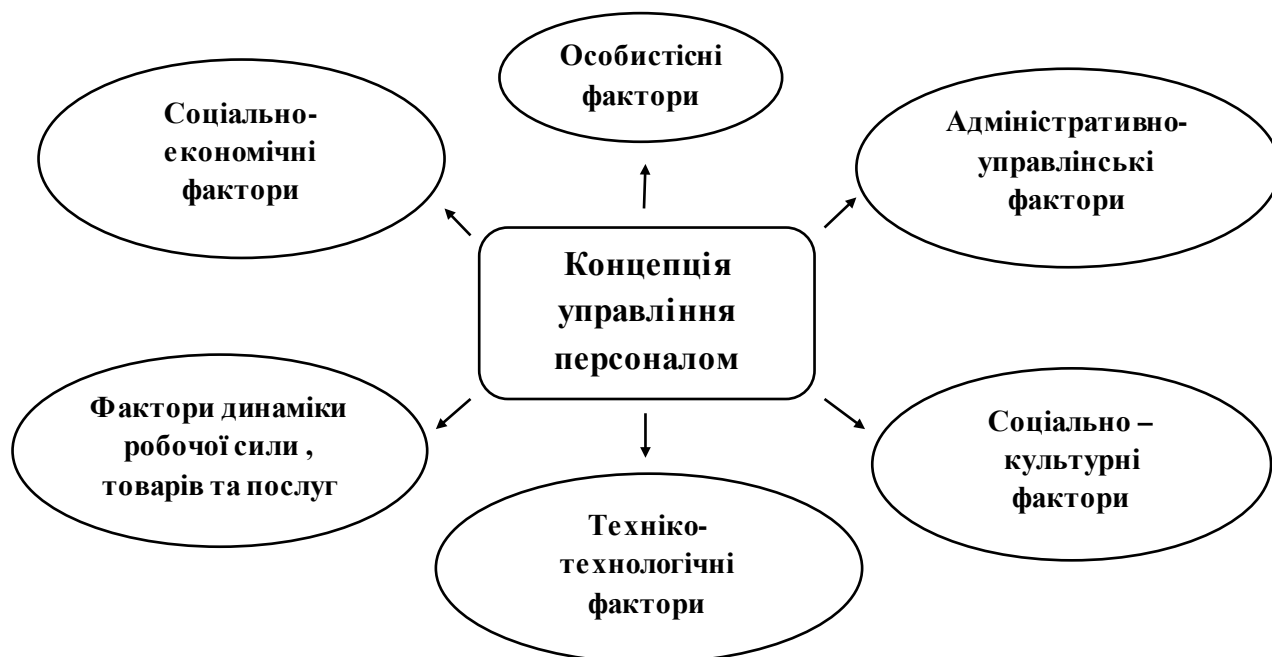 Особистісні
фактори
Соціально-
економічні
фактори
Адміністративно-
управлінські
фактори
Концепція
управління
персоналом
Фактори динаміки
робочої сили ,
товарів та послуг
Соціально –
культурні
фактори
Техніко-
технологічні
фактори